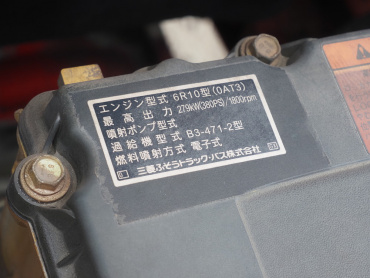 エンジン型式 6R10型(0AT3)
最高出力 279kW(380PS)/1800rpm
噴射ポンプ型式
過給機型式 B3-471-2型
燃料噴射方式 電子式
三菱ふそうトラック・バス株式会社